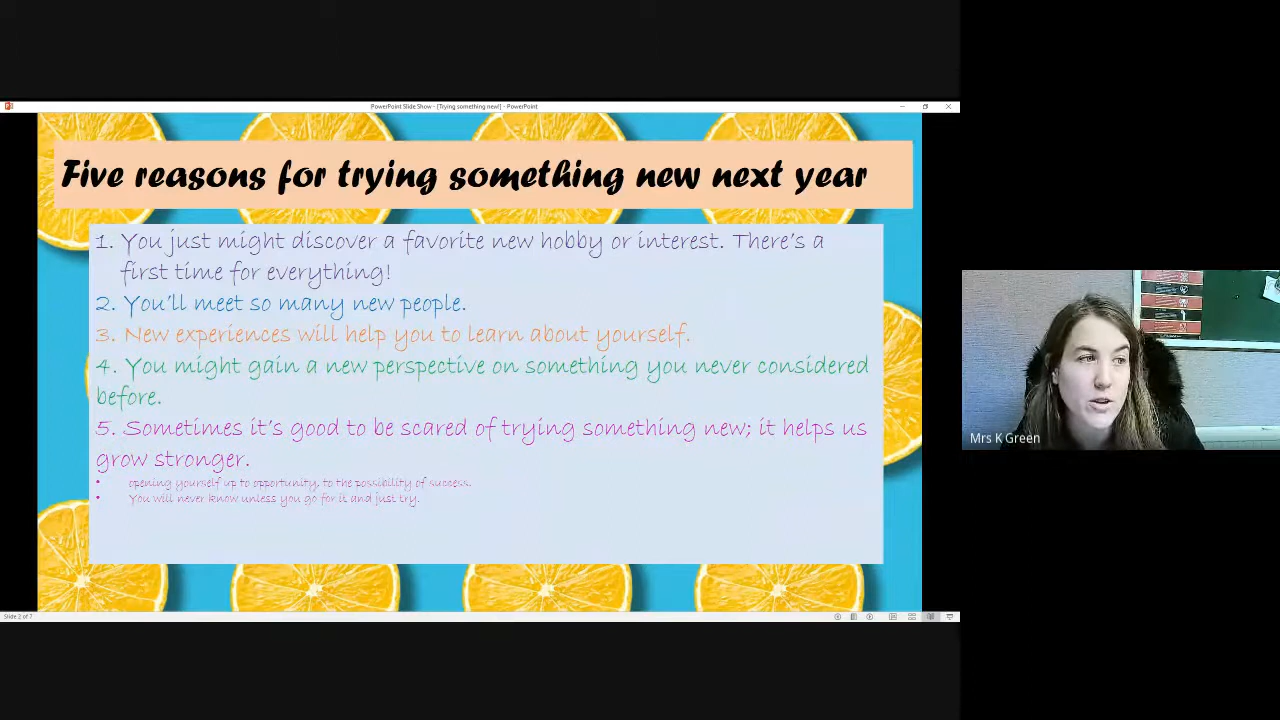 PowerPoint Slide Show - [Trying something new!] - PowerPoint
Five reasons for trying something new next year
1. You just might discover a favorite new hobby or interest. There's a
first time for everything!
2. You'll meet so many new people.
3. New experiences will help you to learn about yourself.
4. You might gain a new perspective on something you never considered
before.
5. Sometimes it's good to be scared of trying something new; it helps us
grow stronger.
• opening yourself up to opportunity, to the possibility of success.
• You will never know unless you go for it and just try.
Slide 2 of 7
Mrs K Green